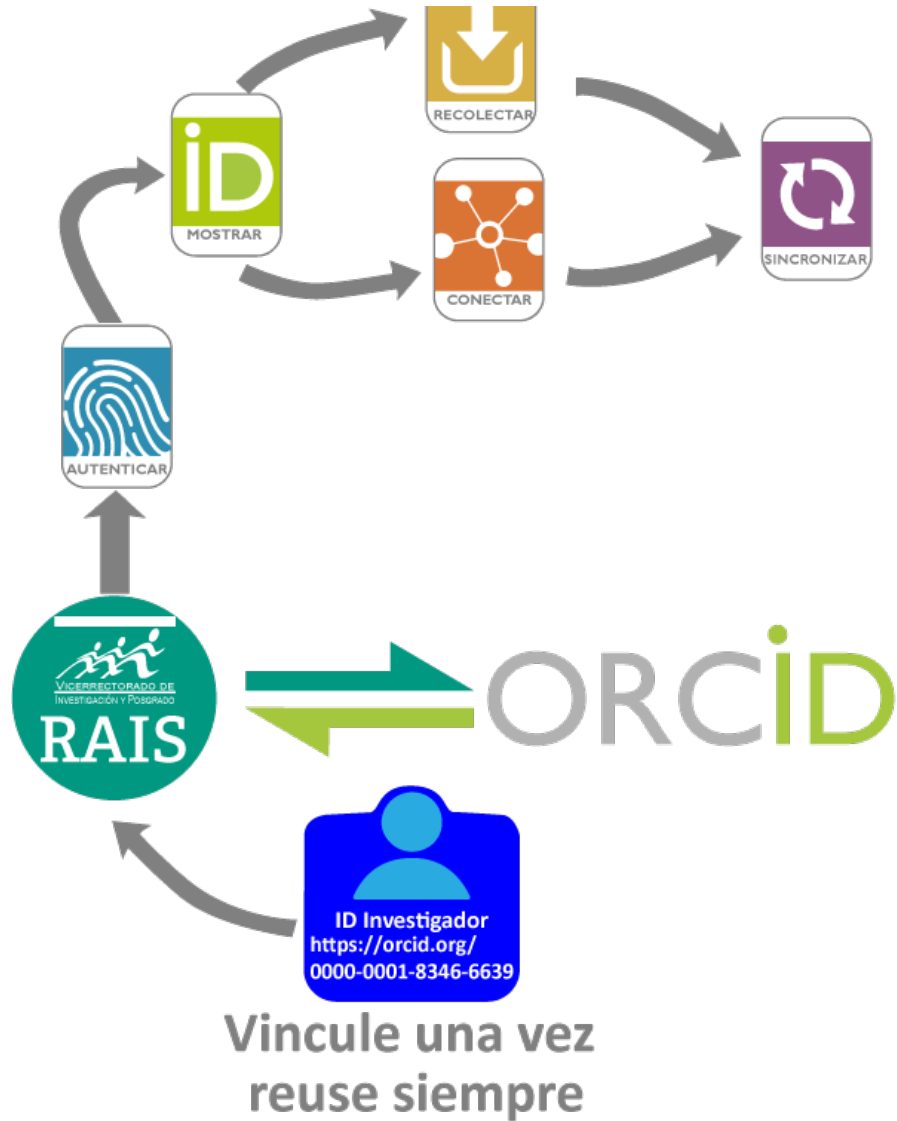 RECOLECTAR
iD
MOSTRAR
SINCRONIZAR
CONECTAR
AUTENTICAR
VICERRECTORADO DE
INVESTIGACIÓN Y POSGRADO
RAIS
ORCiD
ID Investigador
https://orcid.org/
0000-0001-8346-6639
Vincule una vez
reuse siempre